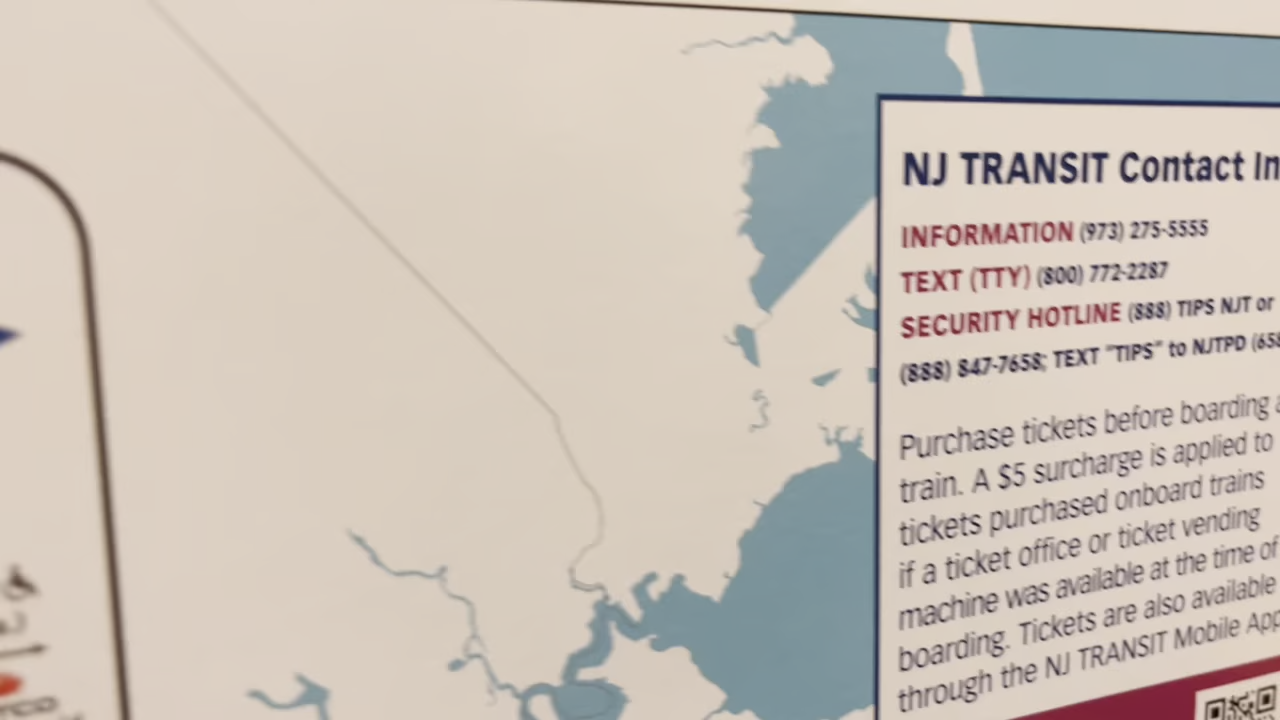 NJ TRANSIT Contact In
INFORMATION (973) 275-5555
TEXT (TTY) (800) 772-2287
SECURITY HOTLINE (888) TIPS NJT or
(888) 847-7658; TEXT "TIPS" to NJTPD (658
Purchase tickets before boarding a
train. A $5 surcharge is applied to
tickets purchased onboard trains
if a ticket office or ticket vending
machine was available at the time of
boarding. Tickets are also available
through the NJ TRANSIT Mobile App